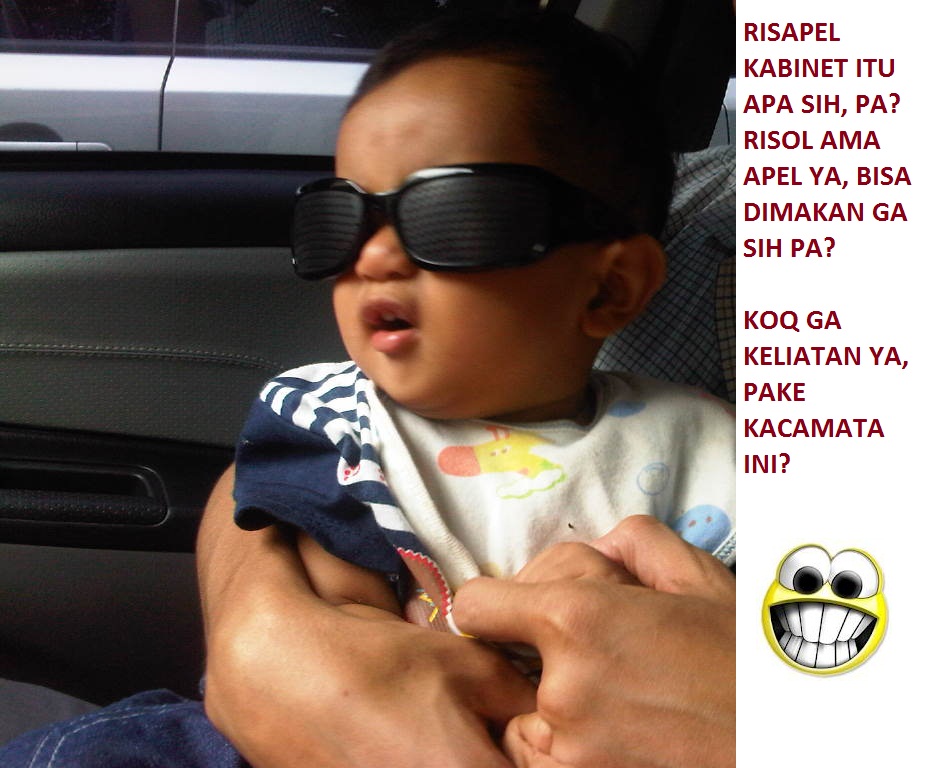 RISAPEL
KABINET ITU
APA SIH, PA?
RISOL AMA
APEL YA, BISA
DIMAKAN GA
SIH PA?
KOQ GA
KELIATAN YA,
PAKE
KACAMATA
INI?